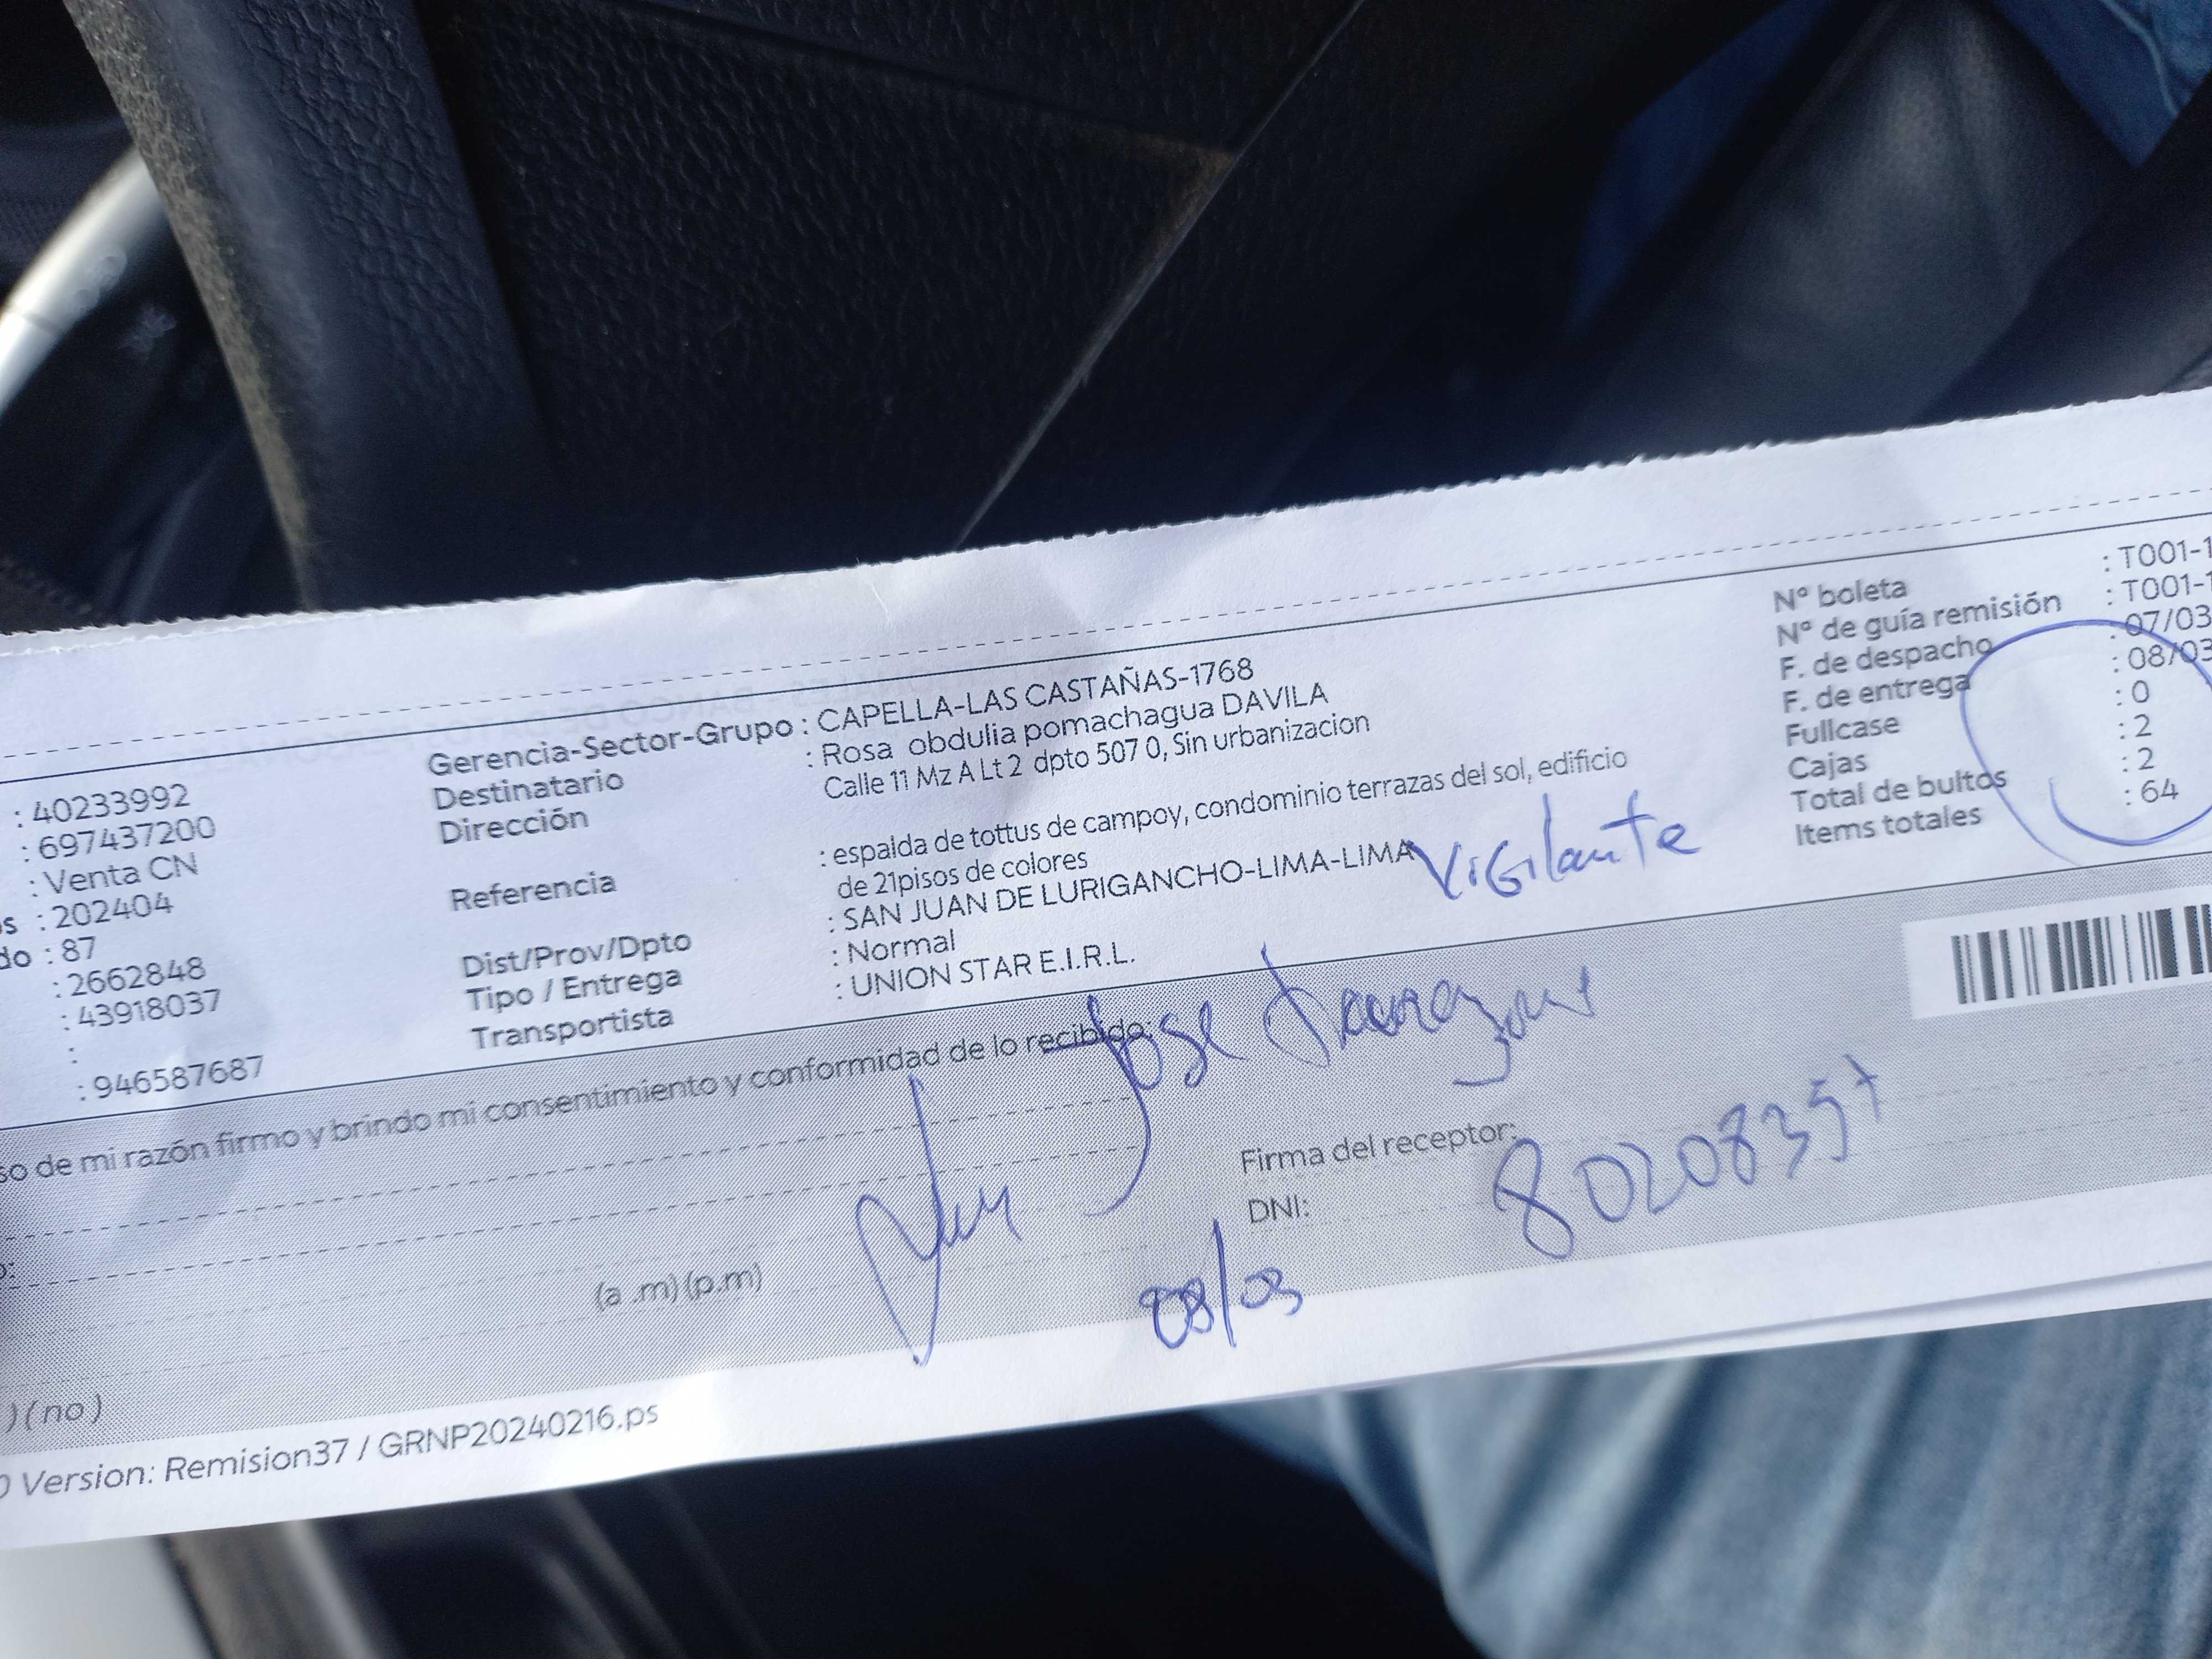 : 40233992
: 697437200
: Venta CN
s : 202404
do : 87
: 2662848
: 43918037
:
: 946587687
Gerencia-Sector-Grupo : CAPELLA-LAS CASTAÑAS-1768
Destinatario : Rosa obdulia pomachagua DAVILA
Dirección Calle 11 Mz A Lt 2 dpto 507 0, Sin urbanizacion
Referencia : espalda de tottus de campoy, condominio terrazas del sol, edificio
de 21pisos de colores
Dist/Prov/Dpto : SAN JUAN DE LURIGANCHO-LIMA-LIMA
Tipo / Entrega : Normal
Transportista : UNION STAR E.I.R.L.
Nº boleta : T001-1
Nº de guía remisión : T001-1
F. de despacho : 07/03
F. de entrega : 08/03
Fullcase : 0
Cajas : 2
Total de bultos : 2
Items totales : 64
Vigilante
so de mi razón firmo y brindo mi consentimiento y conformidad de lo recibido:
Jose
Firma del receptor:
DNI: 80208357
o:
(a .m) (p.m)
08/03
) ( no )
0 Version: Remision37 / GRNP20240216.ps